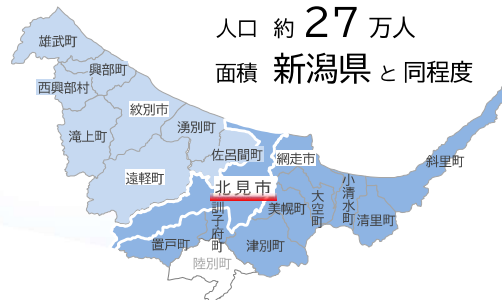 人口 約 27 万人
面積 新潟県 と 同程度
雄武町
興部町
西興部村
紋別市
滝上町
湧別町
佐呂間町
網走市
遠軽町
北見市
斜里町
小清水町
大空町
美幌町
清里町
訓子府町
置戸町
津別町
陸別町